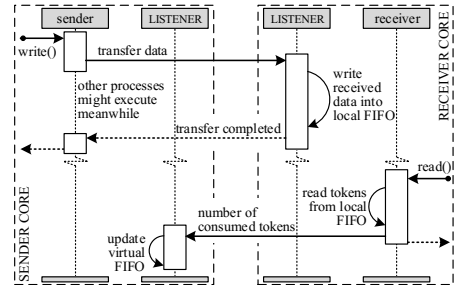 sender
LISTENER
LISTENER
receiver
write()
transfer data
write
received
data into
local FIFO
other processes
might execute
meanwhile
transfer completed
read()
read tokens
from local
FIFO
number of
consumed tokens
update
virtual
FIFO
SENDER CORE
RECEIVER CORE